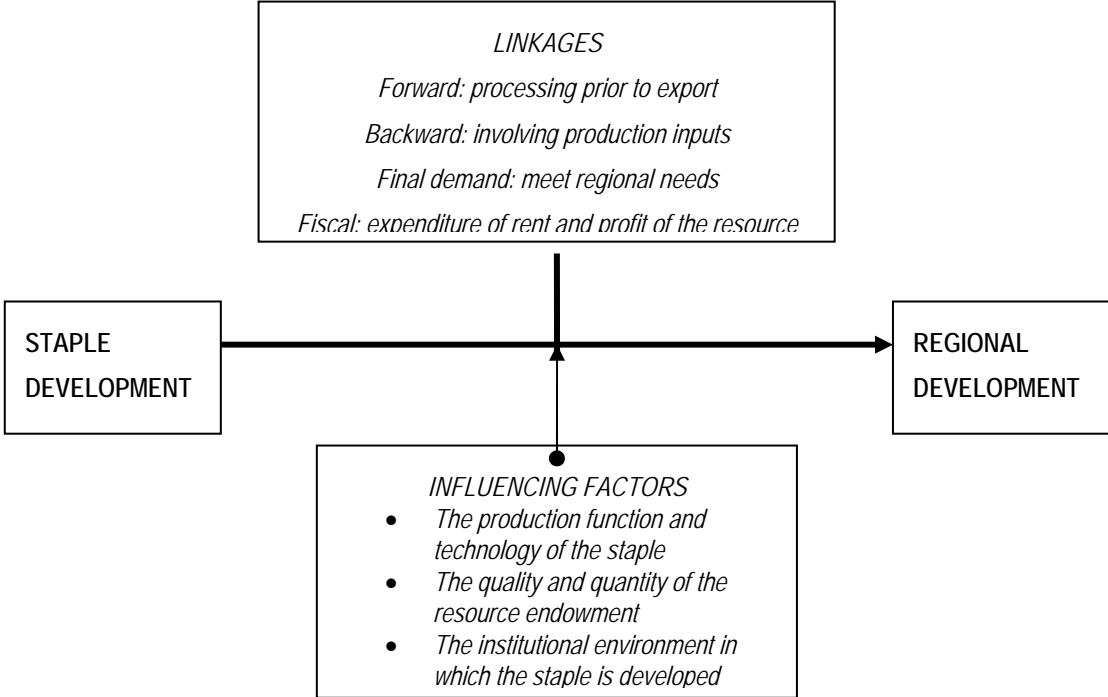 LINKAGES
Forward: processing prior to export
Backward: involving production inputs
Final demand: meet regional needs
Fiscal: expenditure of rent and profit of the resource
STAPLE
DEVELOPMENT
REGIONAL
DEVELOPMENT
INFLUENCING FACTORS
• The production function and
technology of the staple
• The quality and quantity of the
resource endowment
• The institutional environment in
which the staple is developed